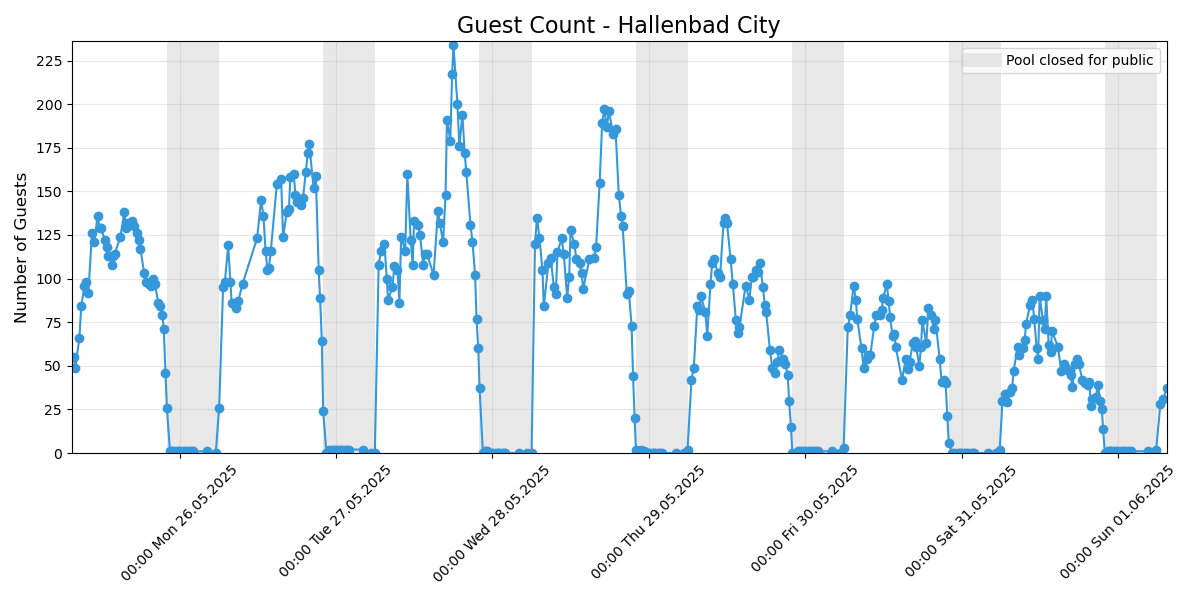 Guest Count - Hallenbad City
Pool closed for public
Number of Guests
225
200
175
150
125
100
75
50
25
0
00:00 Mon 26.05.2025
00:00 Tue 27.05.2025
00:00 Wed 28.05.2025
00:00 Thu 29.05.2025
00:00 Fri 30.05.2025
00:00 Sat 31.05.2025
00:00 Sun 01.06.2025